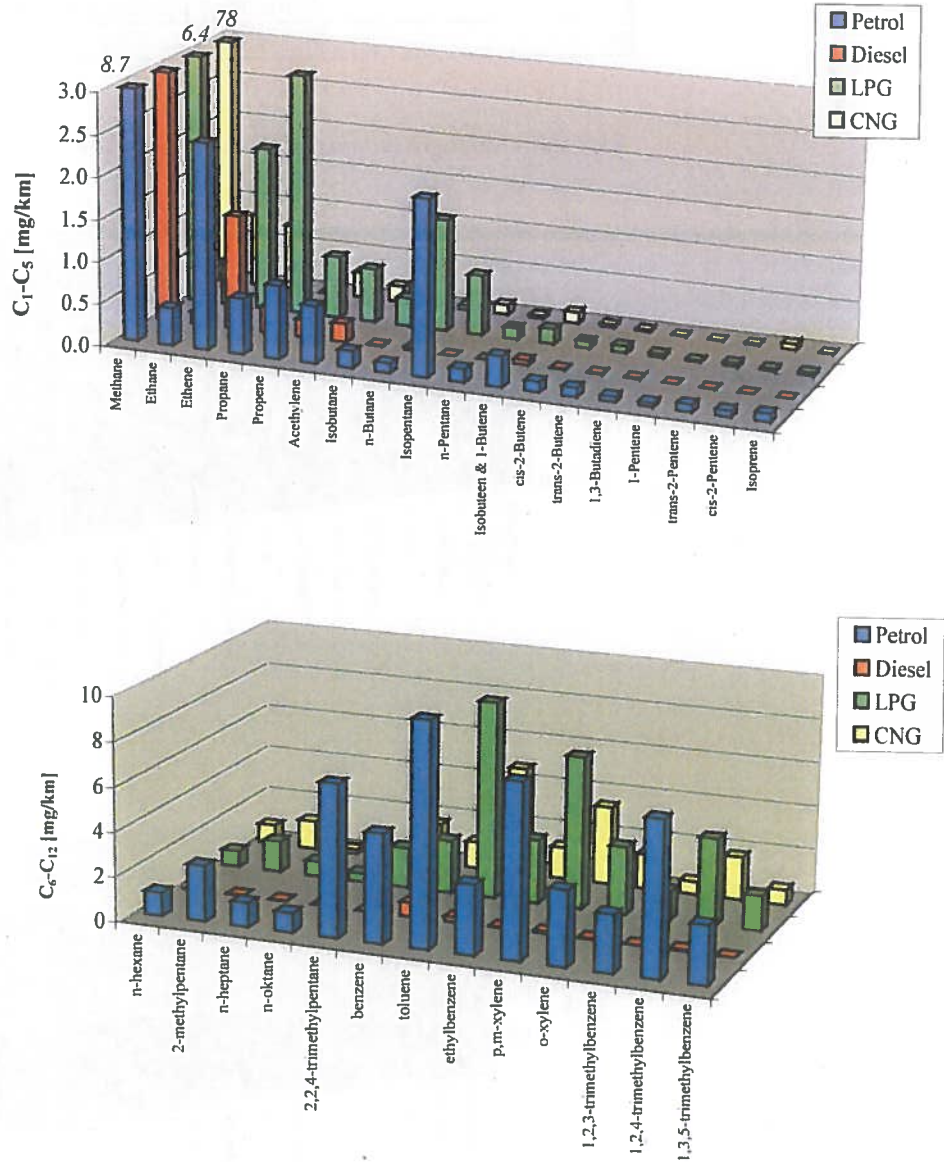 8.7
6.4
78
Petrol
Diesel
LPG
CNG
C₁-C₅ [mg/km]
3.0
2.5
2.0
1.5
1.0
0.5
0.0
Methane
Ethane
Ethene
Propane
Propene
Acethylene
Isobutane
n-Butane
Isopentane
n-Pentane
Isobuteen & 1-Butene
cis-2-Butene
trans-2-Butene
1,3-Butadiene
1-Pentene
trans-2-Pentene
cis-2-Pentene
Isoprene
Petrol
Diesel
LPG
CNG
C₆-C₁₂ [mg/km]
10
8
6
4
2
0
n-hexane
2-methylpentane
n-heptane
n-oktane
2,2,4-trimethylpentane
benzene
toluene
ethylbenzene
p,m-xylene
o-xylene
1,2,3-trimethylbenzene
1,2,4-trimethylbenzene
1,3,5-trimethylbenzene